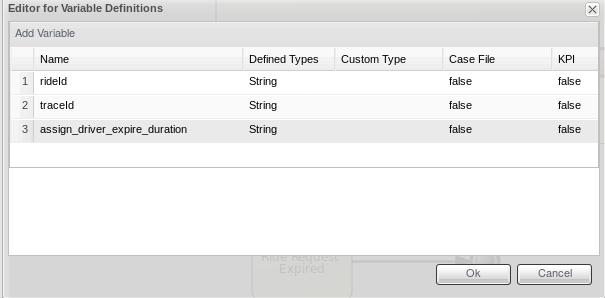 Editor for Variable Definitions
Add Variable
Name Defined Types Custom Type Case File KPI
1 rideId String false false
2 traceId String false false
3 assign_driver_expire_duration String false false
Ride Request
Expired
Ok Cancel